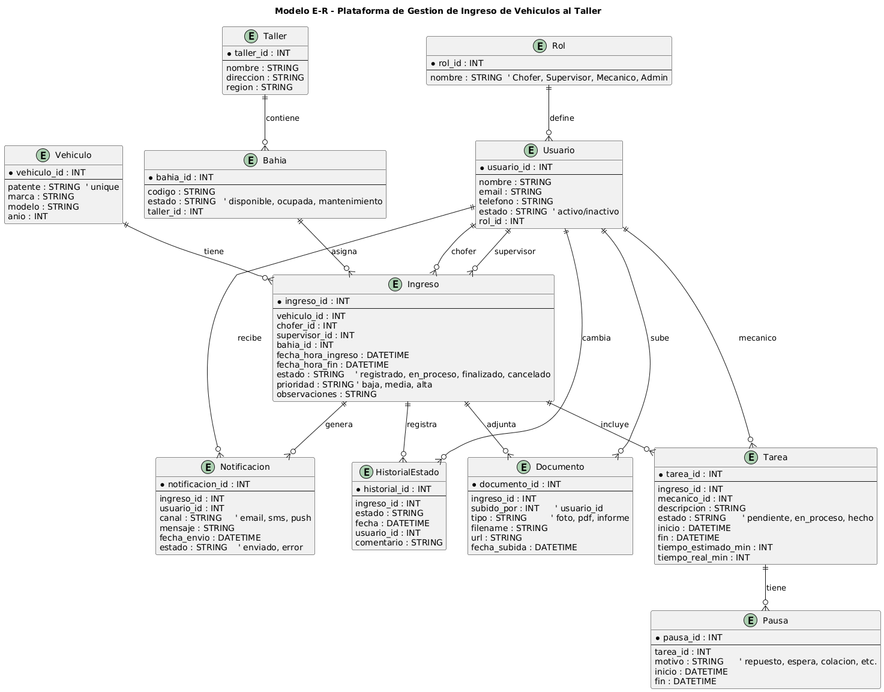 Modelo E-R - Plataforma de Gestion de Ingreso de Vehiculos al Taller
E Taller
taller_id : INT
nombre : STRING
direccion : STRING
region : STRING
E Rol
rol_id : INT
nombre : STRING ' Chofer, Supervisor, Mecanico, Admin
contiene
define
E Vehiculo
vehiculo_id : INT
patente : STRING ' unique
marca : STRING
modelo : STRING
anio : INT
E Bahia
bahia_id : INT
codigo : STRING
estado : STRING ' disponible, ocupada, mantenimiento
taller_id : INT
E Usuario
usuario_id : INT
nombre : STRING
email : STRING
telefono : STRING
estado : STRING ' activo/inactivo
rol_id : INT
tiene
asigna
chofer
supervisor
E Ingreso
ingreso_id : INT
vehiculo_id : INT
chofer_id : INT
supervisor_id : INT
bahia_id : INT
fecha_hora_ingreso : DATETIME
fecha_hora_fin : DATETIME
estado : STRING ' registrado, en_proceso, finalizado, cancelado
prioridad : STRING ' baja, media, alta
observaciones : STRING
recibe
cambia
sube
mecanico
genera
registra
adjunta
incluye
E Notificacion
notificacion_id : INT
ingreso_id : INT
usuario_id : INT
canal : STRING ' email, sms, push
mensaje : STRING
fecha_envio : DATETIME
estado : STRING ' enviado, error
E HistorialEstado
historial_id : INT
ingreso_id : INT
estado : STRING
fecha : DATETIME
usuario_id : INT
comentario : STRING
E Documento
documento_id : INT
ingreso_id : INT
subido_por : INT ' usuario_id
tipo : STRING ' foto, pdf, informe
filename : STRING
url : STRING
fecha_subida : DATETIME
E Tarea
tarea_id : INT
ingreso_id : INT
mecanico_id : INT
descripcion : STRING
estado : STRING ' pendiente, en_proceso, hecho
inicio : DATETIME
fin : DATETIME
tiempo_estimado_min : INT
tiempo_real_min : INT
tiene
E Pausa
pausa_id : INT
tarea_id : INT
motivo : STRING ' repuesto, espera, colacion, etc.
inicio : DATETIME
fin : DATETIME